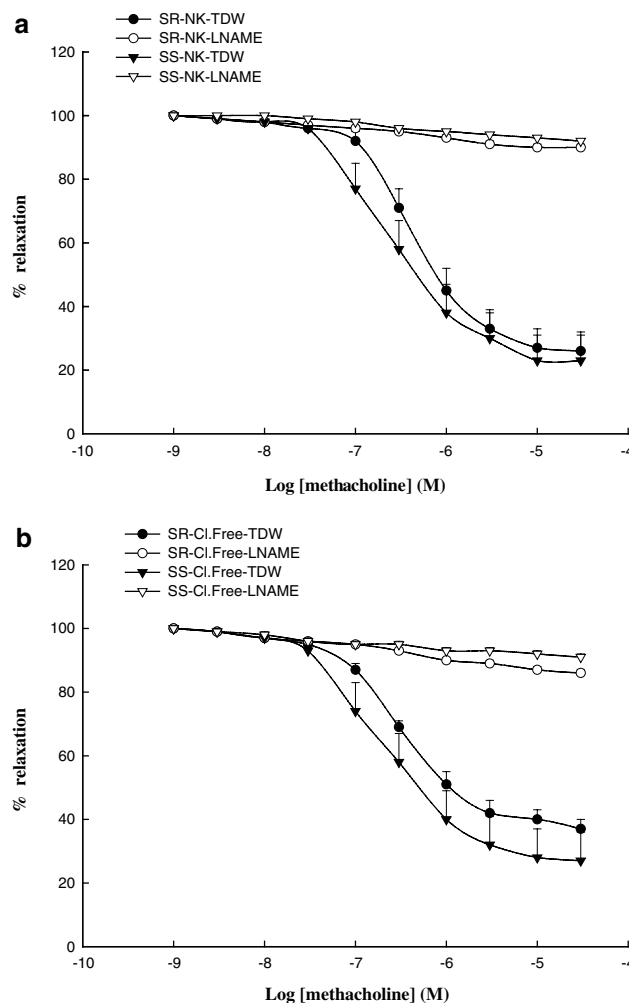 a
SR-NK-TDW
SR-NK-LNAME
SS-NK-TDW
SS-NK-LNAME
120
100
80
60
40
20
0
% relaxation
-10 -9 -8 -7 -6 -5 -4
Log [methacholine] (M)
b
SR-Cl.Free-TDW
SR-Cl.Free-LNAME
SS-Cl.Free-TDW
SS-Cl.Free-LNAME
120
100
80
60
40
20
0
% relaxation
-10 -9 -8 -7 -6 -5 -4
Log [methacholine] (M)